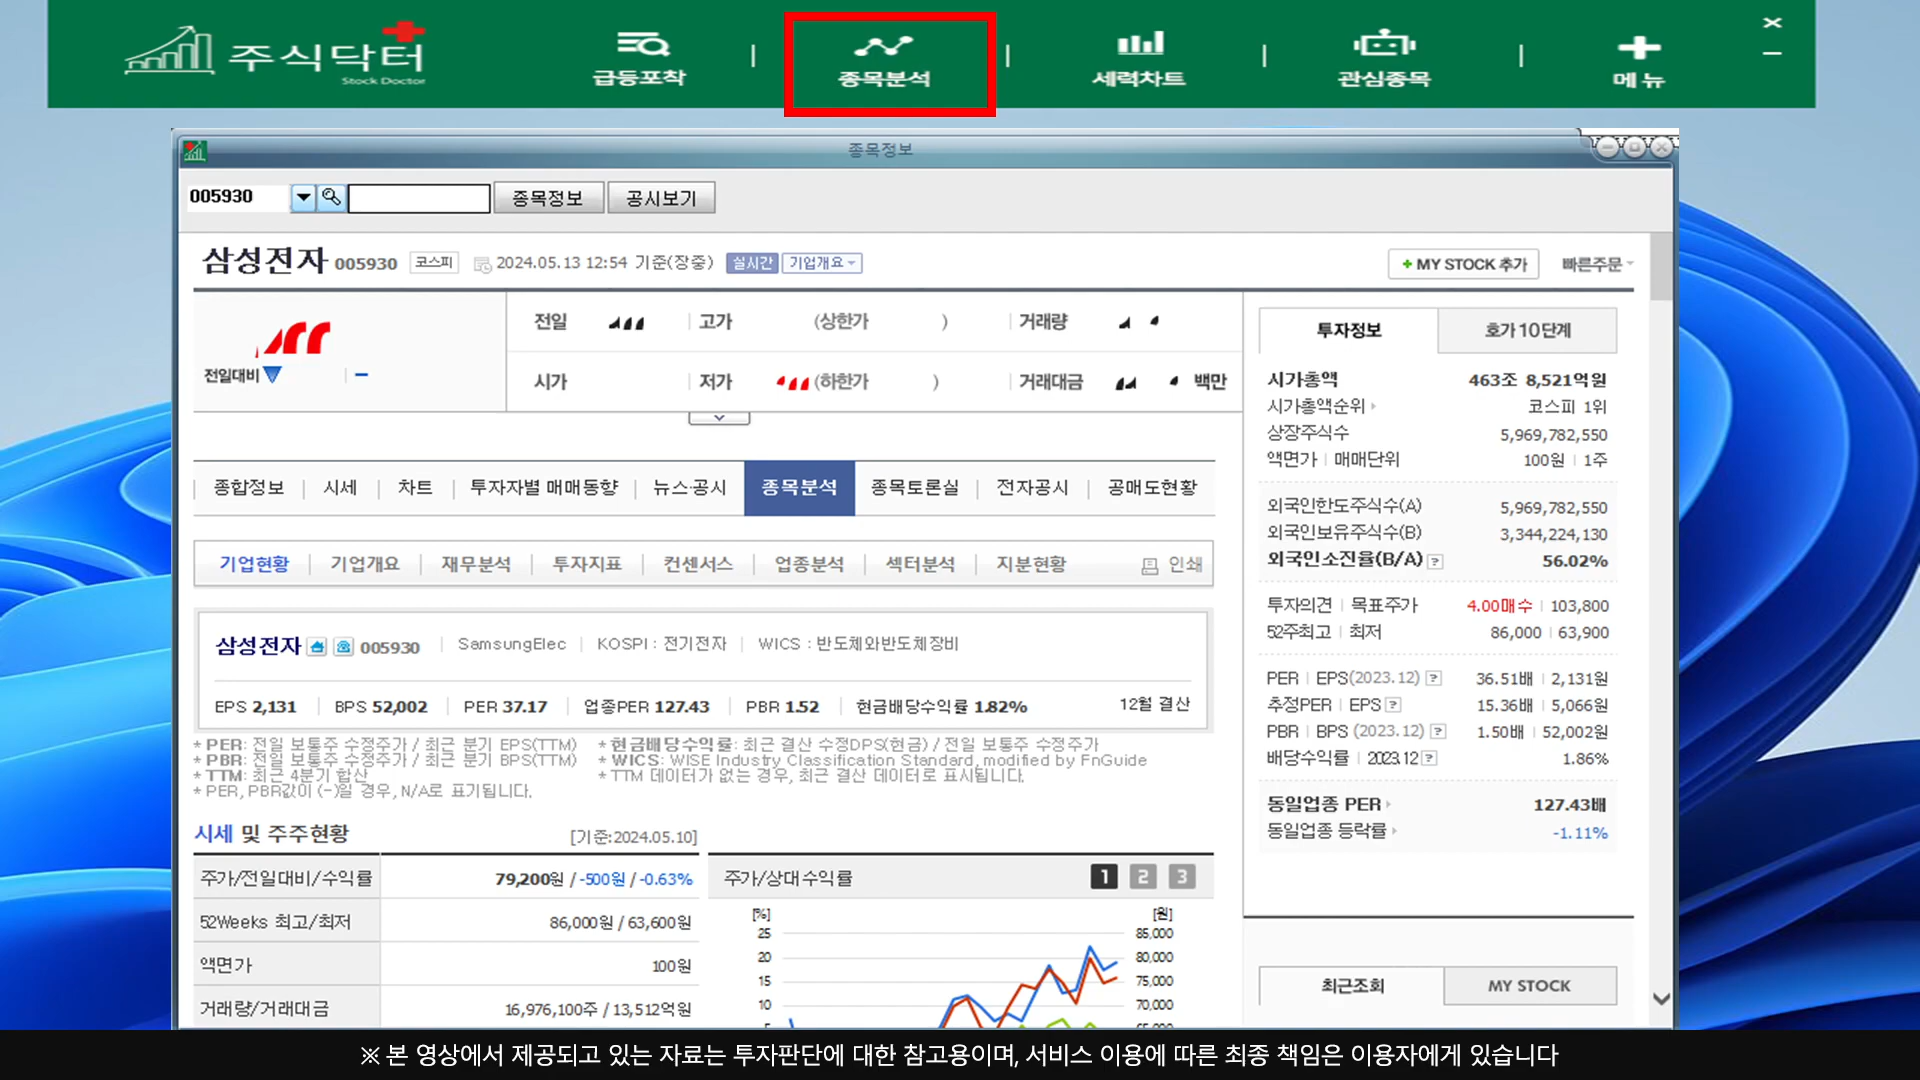 주식닥터
Stock Doctor
급등포착
종목분석
세력차트
관심종목
메뉴
종목정보
005930
종목정보
공시보기
삼성전자 005930 코스피 2024.05.13 12:54 기준(장중) 실시간 기업개요
+ MY STOCK 추가 빠른주문
전일대비
전일 고가 (상한가 ) 거래량
시가 저가 (하한가 ) 거래대금 백만
종합정보 시세 차트 투자자별 매매동향 뉴스·공시 종목분석 종목토론실 전자공시 공매도현황
기업현황 기업개요 재무분석 투자지표 컨센서스 업종분석 섹터분석 지분현황 인쇄
삼성전자 005930 SamsungElec KOSPI : 전기전자 WICS : 반도체와반도체장비
EPS 2,131 BPS 52,002 PER 37.17 업종PER 127.43 PBR 1.52 현금배당수익률 1.82% 12월 결산
* PER: 전일 보통주 수정주가 / 최근 분기 EPS(TTM)
* PBR: 전일 보통주 수정주가 / 최근 분기 BPS(TTM)
* TTM: 최근 4분기 합산
* PER, PBR값이 (-)일 경우, N/A로 표기됩니다.
* 현금배당수익률: 최근 결산 수정DPS(현금) / 전일 보통주 수정주가
* WICS: WISE Industry Classification Standard, modified by FnGuide
* TTM 데이터가 없는 경우, 최근 결산 데이터로 표시됩니다.
시세 및 주주현황 [기준:2024.05.10]
주가/전일대비/수익률 79,200원 / -500원 / -0.63%
52Weeks 최고/최저 86,000원 / 63,600원
액면가 100원
거래량/거래대금 16,976,100주 / 13,512억원
주가/상대수익률 1 2 3
[%] [원]
25 85,000
20 80,000
15 75,000
10 70,000
5 65,000
투자정보 호가 10단계
시가총액 463조 8,521억원
시가총액순위 코스피 1위
상장주식수 5,969,782,550
액면가 매매단위 100원 1주
외국인한도주식수(A) 5,969,782,550
외국인보유주식수(B) 3,344,224,130
외국인소진율(B/A) ? 56.02%
투자의견 목표주가 4.00매수 103,800
52주최고 최저 86,000 63,900
PER EPS(2023.12) ? 36.51배 2,131원
추정PER EPS ? 15.36배 5,066원
PBR BPS (2023.12) ? 1.50배 52,002원
배당수익률 2023.12 ? 1.86%
동일업종 PER 127.43배
동일업종 등락률 -1.11%
최근조회 MY STOCK
※ 본 영상에서 제공되고 있는 자료는 투자판단에 대한 참고용이며, 서비스 이용에 따른 최종 책임은 이용자에게 있습니다